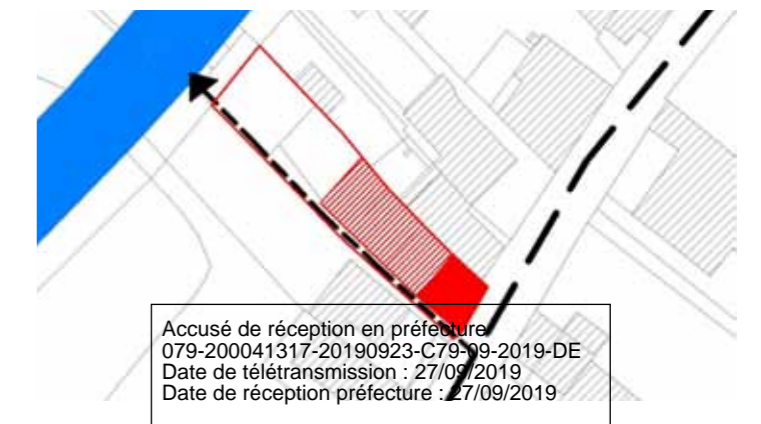 Accusé de réception en préfecture
079-200041317-20190923-C79-09-2019-DE
Date de télétransmission : 27/09/2019
Date de réception préfecture : 27/09/2019